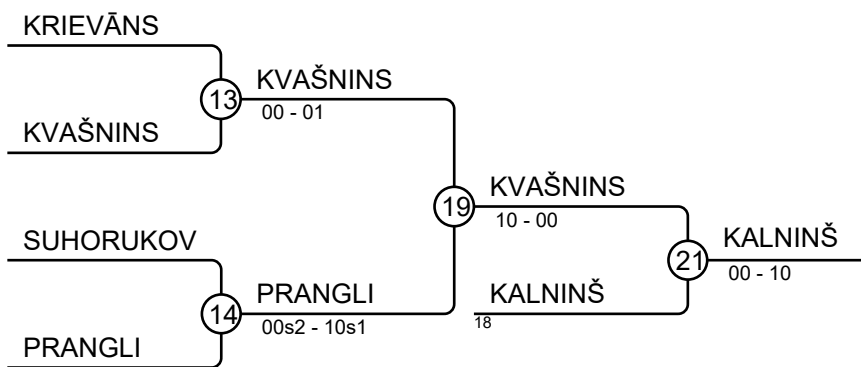 KRIEVĀNS
13
KVAŠNINS
00 - 01
KVAŠNINS
19
KVAŠNINS
10 - 00
SUHORUKOV
14
PRANGLI
00s2 - 10s1
PRANGLI
KALNINŠ
18
21
KALNINŠ
00 - 10